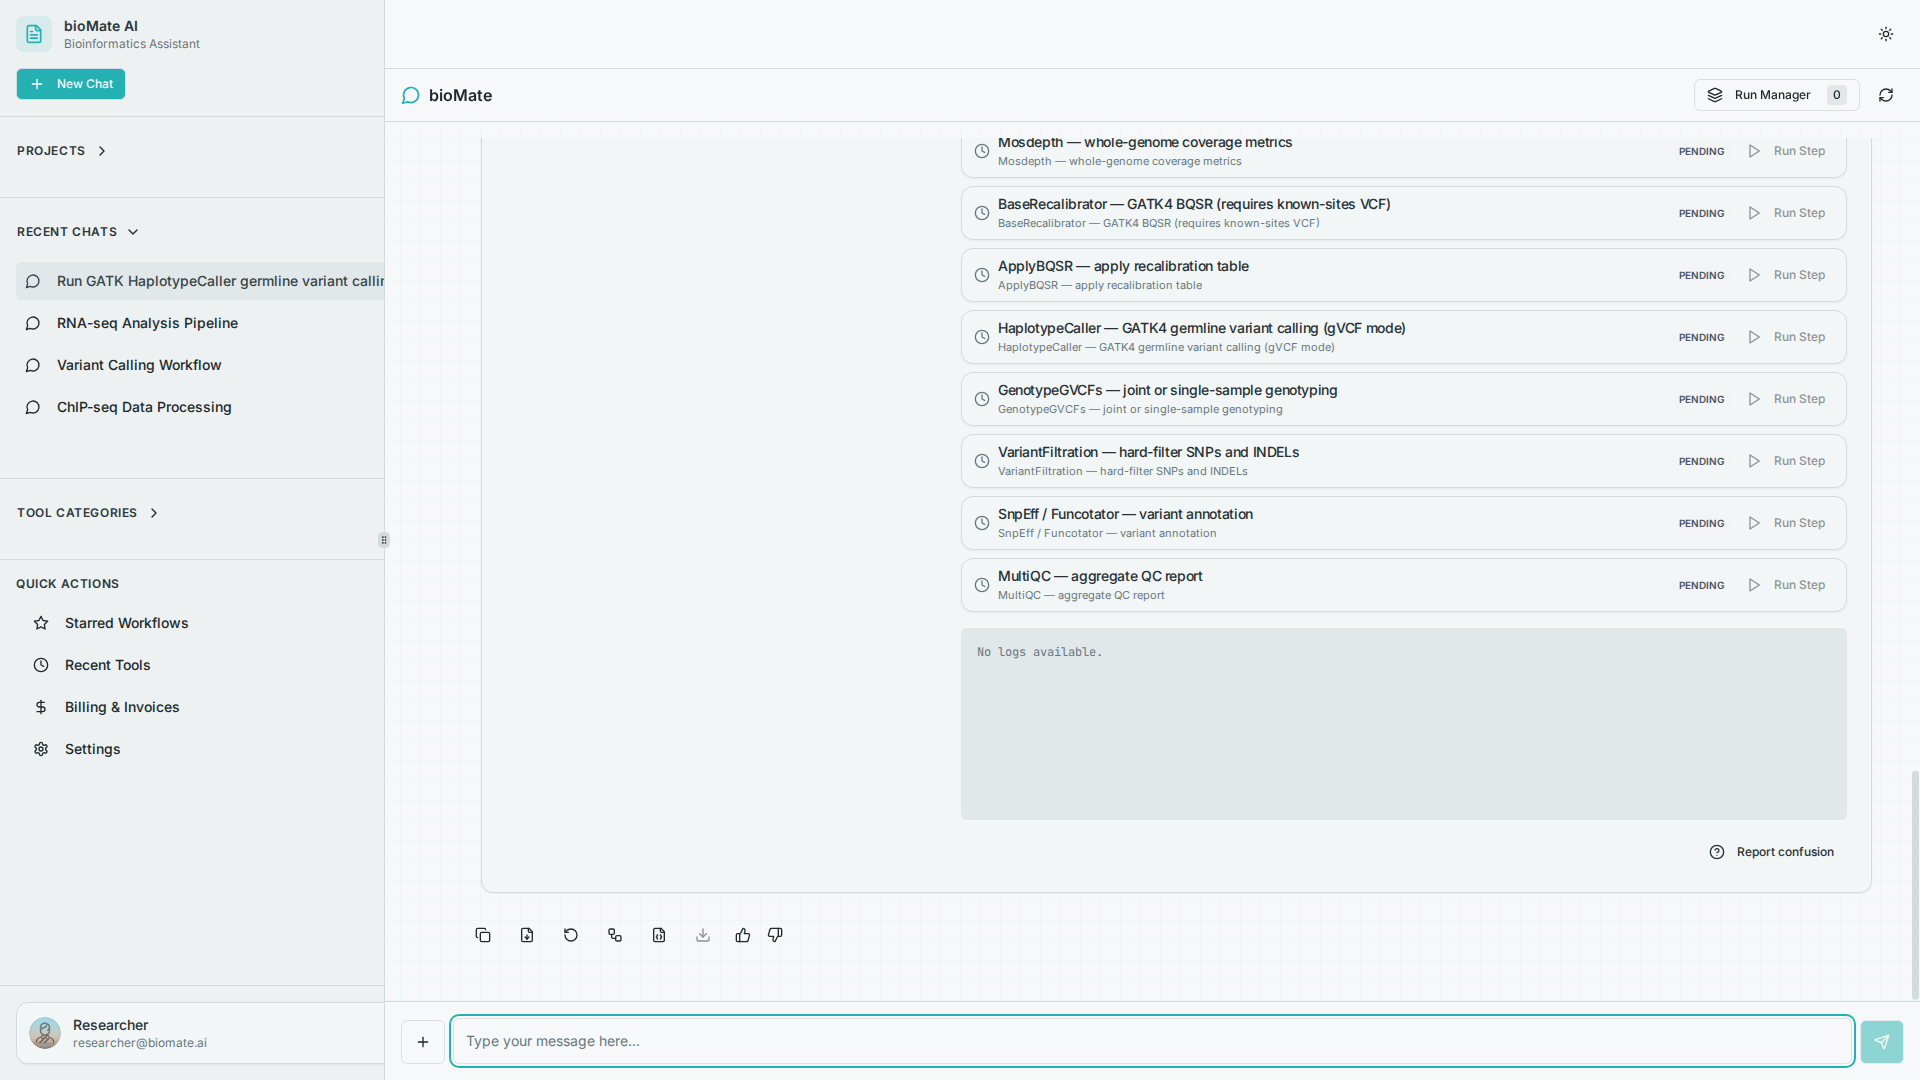 bioMate AI
Bioinformatics Assistant
New Chat
PROJECTS
RECENT CHATS
Run GATK HaplotypeCaller germline variant callin
RNA-seq Analysis Pipeline
Variant Calling Workflow
ChIP-seq Data Processing
TOOL CATEGORIES
QUICK ACTIONS
Starred Workflows
Recent Tools
Billing & Invoices
Settings
Researcher
researcher@biomate.ai
bioMate
Run Manager 0
Mosdepth — whole-genome coverage metrics
Mosdepth — whole-genome coverage metrics
PENDING Run Step
BaseRecalibrator — GATK4 BQSR (requires known-sites VCF)
BaseRecalibrator — GATK4 BQSR (requires known-sites VCF)
PENDING Run Step
ApplyBQSR — apply recalibration table
ApplyBQSR — apply recalibration table
PENDING Run Step
HaplotypeCaller — GATK4 germline variant calling (gVCF mode)
HaplotypeCaller — GATK4 germline variant calling (gVCF mode)
PENDING Run Step
GenotypeGVCFs — joint or single-sample genotyping
GenotypeGVCFs — joint or single-sample genotyping
PENDING Run Step
VariantFiltration — hard-filter SNPs and INDELs
VariantFiltration — hard-filter SNPs and INDELs
PENDING Run Step
SnpEff / Funcotator — variant annotation
SnpEff / Funcotator — variant annotation
PENDING Run Step
MultiQC — aggregate QC report
MultiQC — aggregate QC report
PENDING Run Step
No logs available.
Report confusion
Type your message here...